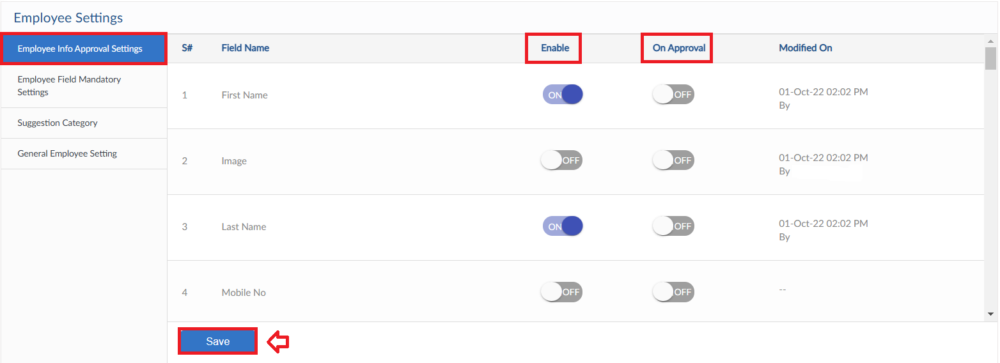 Employee Settings
Employee Info Approval Settings
Employee Field Mandatory
Settings
Suggestion Category
General Employee Setting
S# Field Name Enable On Approval Modified On
1 First Name ON OFF 01-Oct-22 02:02 PM
By
2 Image OFF OFF 01-Oct-22 02:02 PM
By
3 Last Name ON OFF 01-Oct-22 02:02 PM
By
4 Mobile No OFF OFF --
Save